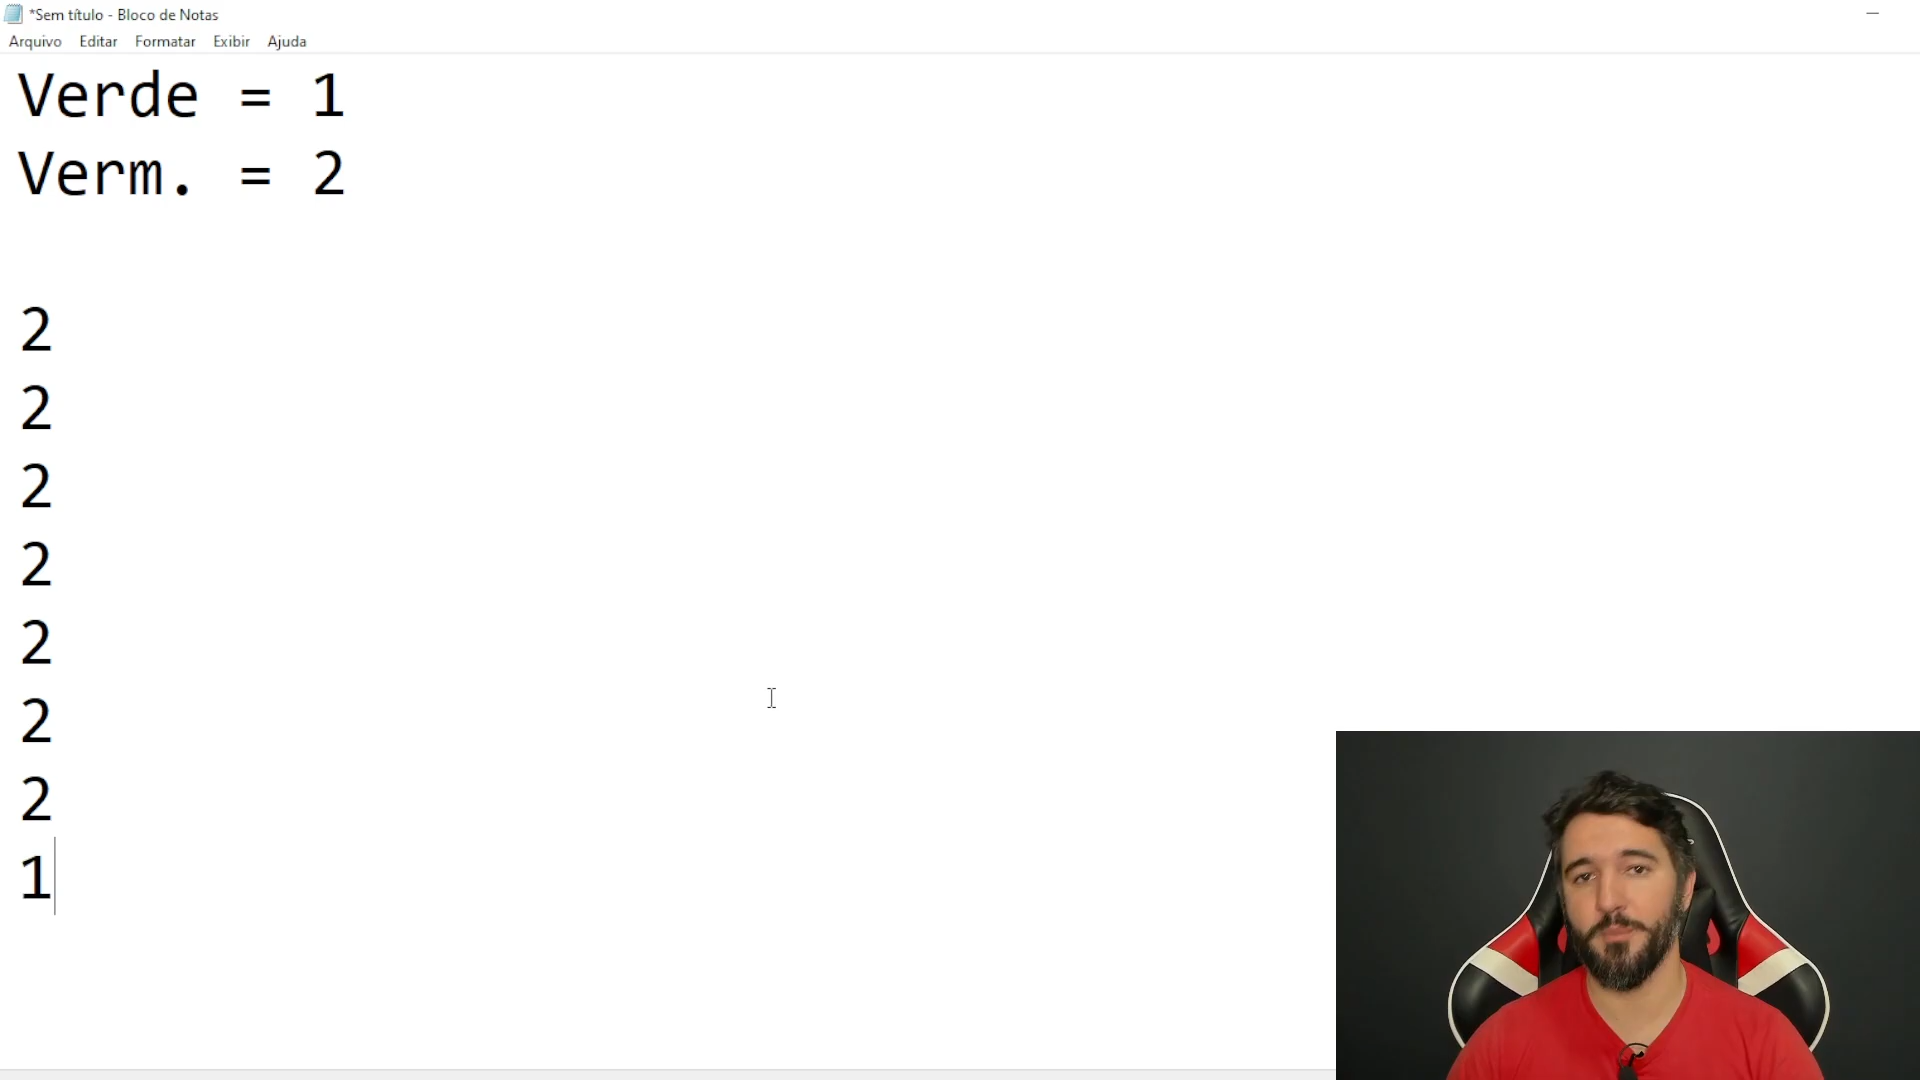 *Sem título - Bloco de Notas
Arquivo Editar Formatar Exibir Ajuda
Verde = 1
Verm. = 2
2
2
2
2
2
2
2
1